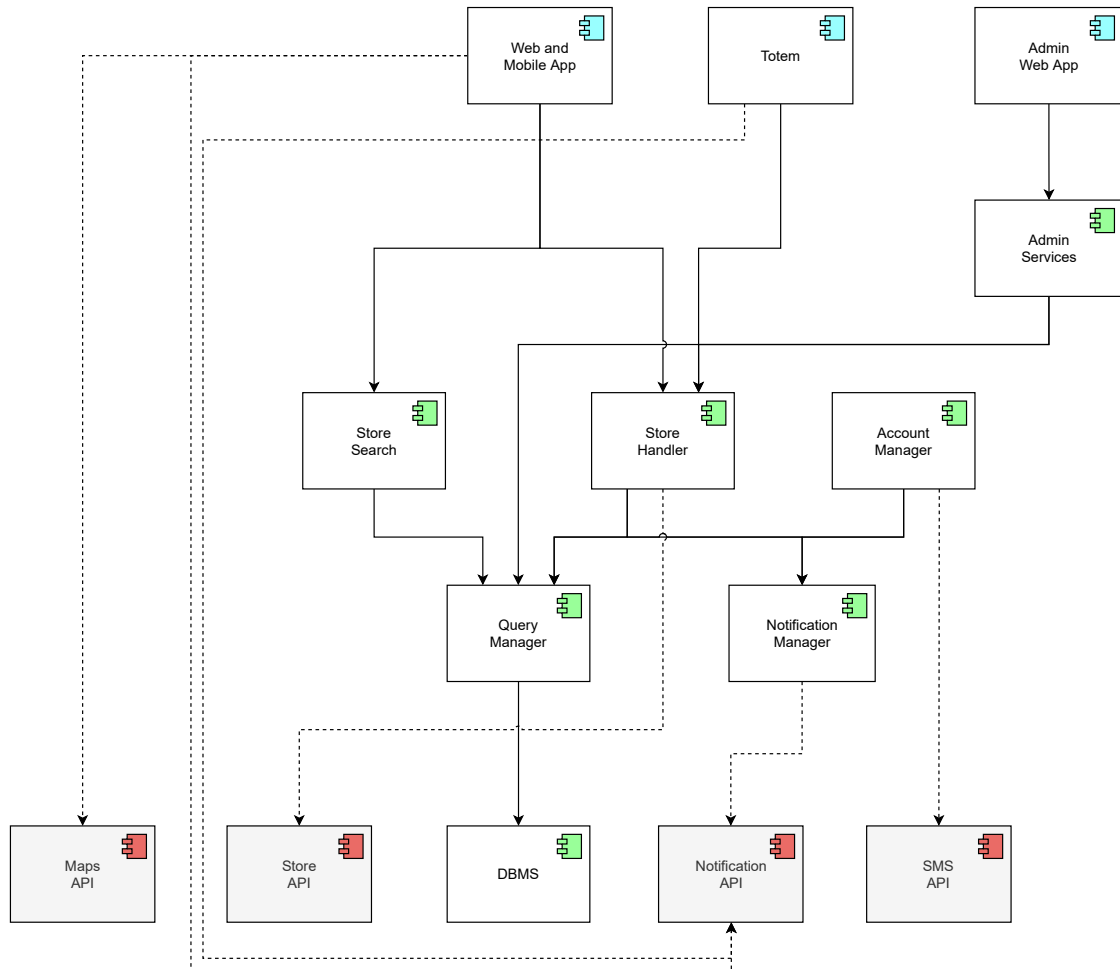 Web and
Mobile App
Totem
Admin
Web App
Admin
Services
Store
Search
Store
Handler
Account
Manager
Query
Manager
Notification
Manager
Maps
API
Store
API
DBMS
Notification
API
SMS
API